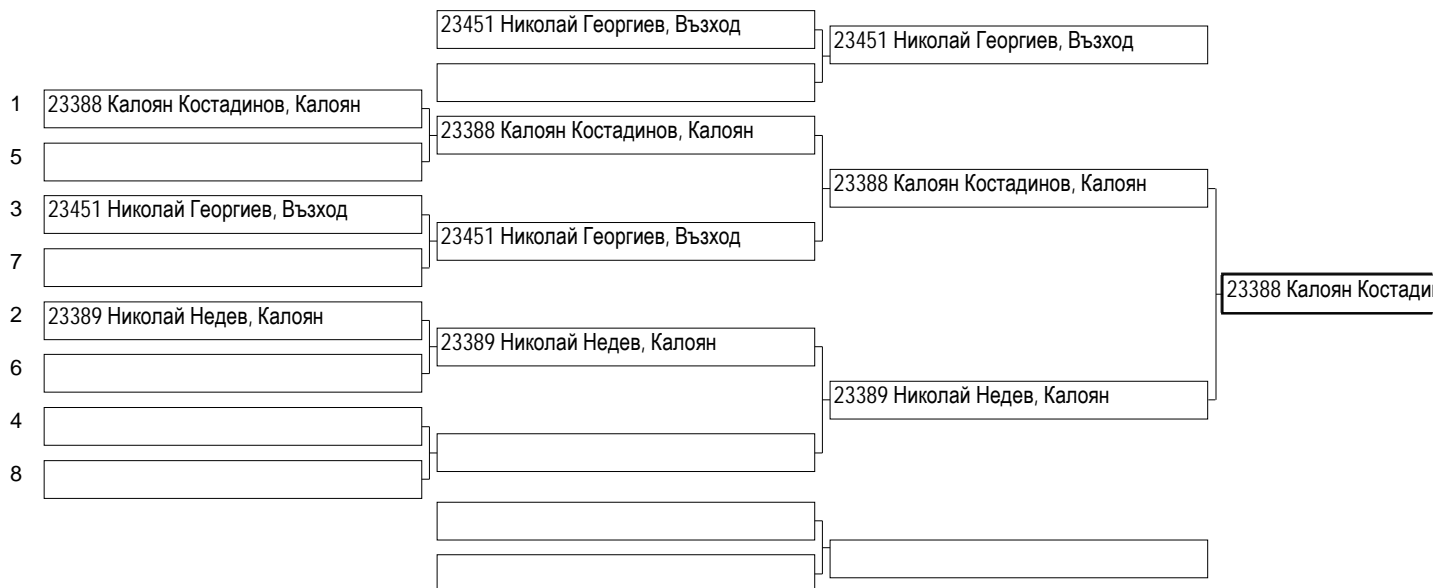 23451 Николай Георгиев, Възход
23451 Николай Георгиев, Възход
1 23388 Калоян Костадинов, Калоян
23388 Калоян Костадинов, Калоян
5
23388 Калоян Костадинов, Калоян
3 23451 Николай Георгиев, Възход
23451 Николай Георгиев, Възход
7
23388 Калоян
2 23389 Николай Недев, Калоян
23389 Николай Недев, Калоян
6
23389 Николай Недев, Калоян
4
8